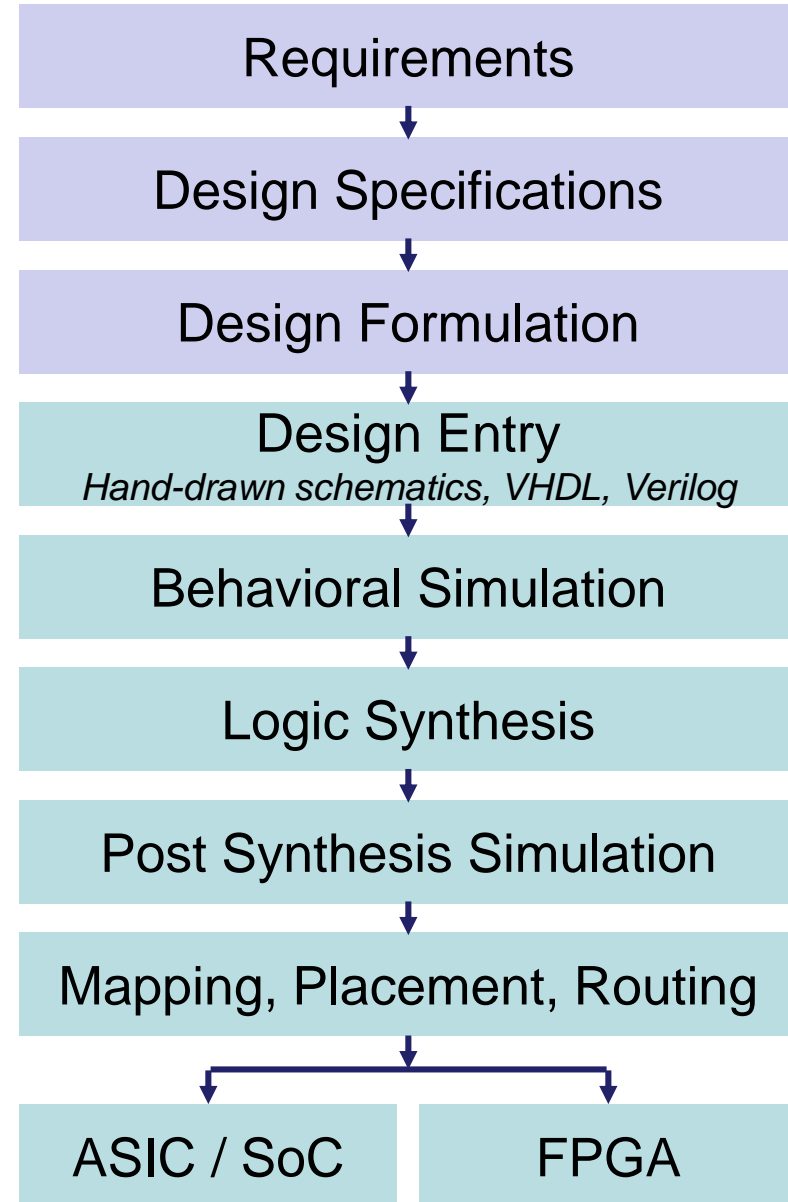 Requirements
Design Specifications
Design Formulation
Design Entry
Hand-drawn schematics, VHDL, Verilog
Behavioral Simulation
Logic Synthesis
Post Synthesis Simulation
Mapping, Placement, Routing
ASIC / SoC
FPGA